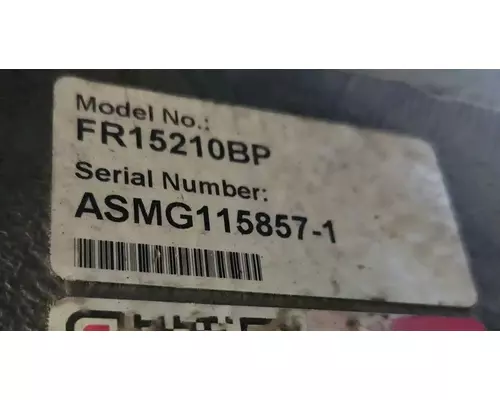 Model No.:
FR15210BP
Serial Number:
ASMG115857-1